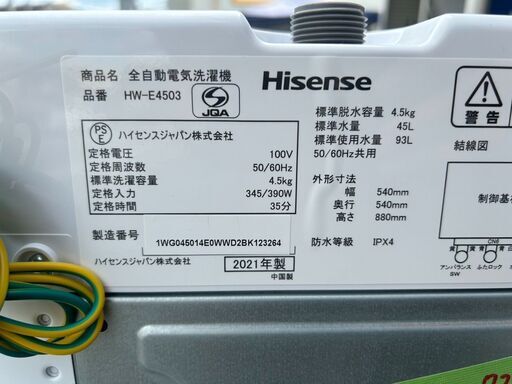 商品名 全自動電気洗濯機
品番 HW-E4503
JQA
Hisense
PS
E
ハイセンスジャパン株式会社
定格電圧 100V
定格周波数 50/60Hz
標準洗濯容量 4.5kg
定格入力 345/390W
定格時間 35分
製造番号 1WG045014E0WWD2BK123264
ハイセンスジャパン株式会社 2021年製
中国製
標準脱水容量 4.5kg
標準水量 45L
標準使用水量 93L
50/60Hz共用
外形寸法
幅 540mm
奥行 540mm
高さ 880mm
防水等級 IPX4
警告
結線図
制御基
CN6
黄 黄 青 青
アンバランス
SW
ふたロック